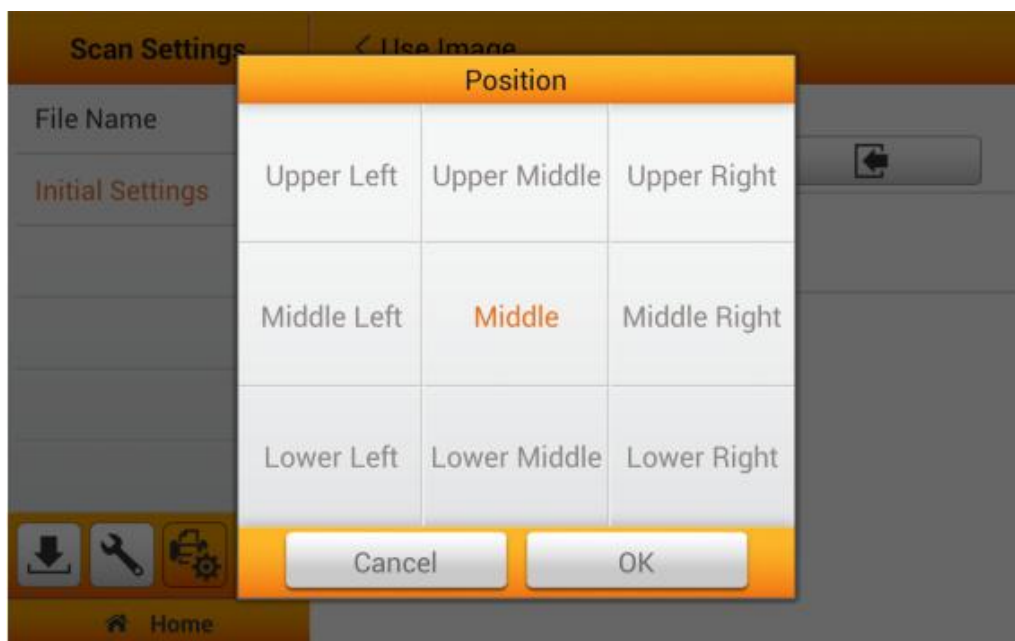 Scan Settings
< Use Image
Position
File Name
Initial Settings
Upper Left
Upper Middle
Upper Right
Middle Left
Middle
Middle Right
Lower Left
Lower Middle
Lower Right
Cancel
OK
Home